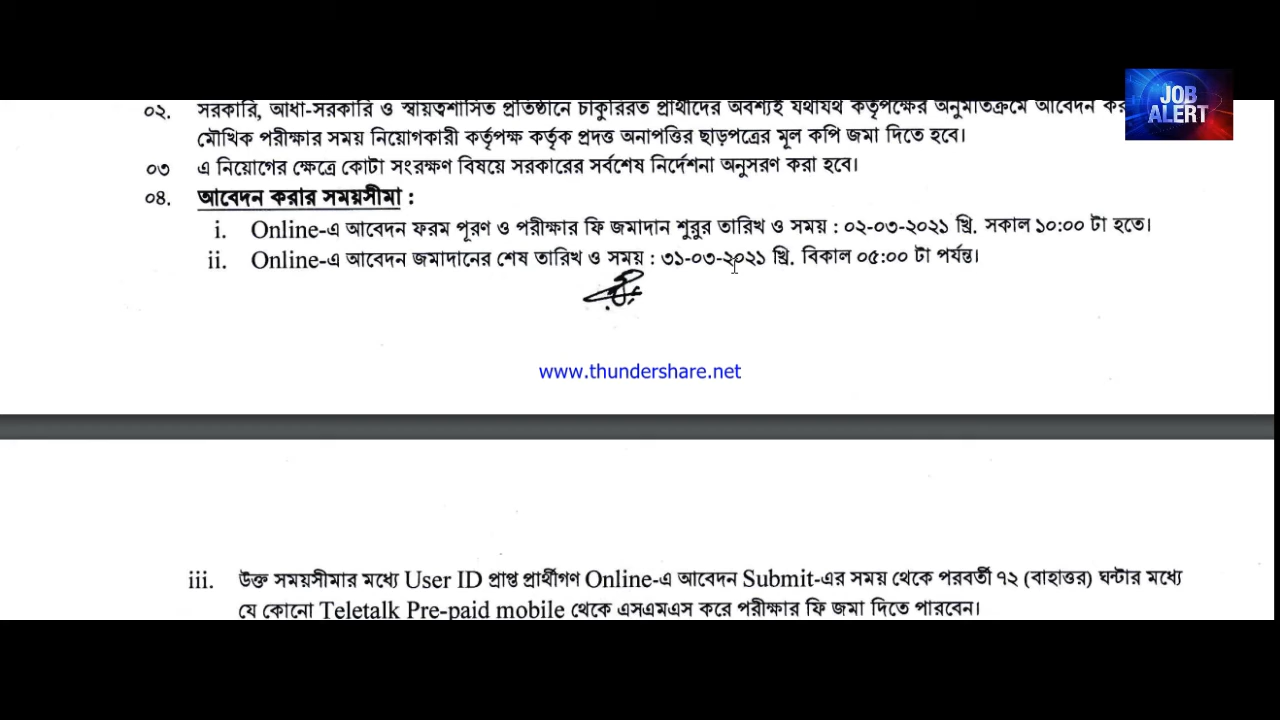 JOB
ALERT
০২. সরকারি, আধা-সরকারি ও স্বায়ত্বশাসিত প্রতিষ্ঠানে চাকুরিরত প্রার্থীদের অবশ্যই যথাযথ কর্তৃপক্ষের অনুমতিক্রমে আবেদন
মৌখিক পরীক্ষার সময় নিয়োগকারী কর্তৃপক্ষ কর্তৃক প্রদত্ত অনাপত্তির ছাড়পত্রের মূল কপি জমা দিতে হবে।
০৩ এ নিয়োগের ক্ষেত্রে কোটা সংরক্ষণ বিষয়ে সরকারের সর্বশেষ নির্দেশনা অনুসরণ করা হবে।
০৪. আবেদন করার সময়সীমা :
i. Online-এ আবেদন ফরম পূরণ ও পরীক্ষার ফি জমাদান শুরুর তারিখ ও সময় : ০২-০৩-২০২১ খ্রি. সকাল ১০:০০ টা হতে।
ii. Online-এ আবেদন জমাদানের শেষ তারিখ ও সময় : ৩১-০৩-২০২১ খ্রি. বিকাল ০৫:০০ টা পর্যন্ত।
www.thundershare.net
iii. উক্ত সময়সীমার মধ্যে User ID প্রাপ্ত প্রার্থীগণ Online-এ আবেদন Submit-এর সময় থেকে পরবর্তী ৭২ (বাহাত্তর) ঘন্টার মধ্যে
যে কোনো Teletalk Pre-paid mobile থেকে এসএমএস করে পরীক্ষার ফি জমা দিতে পারবেন।